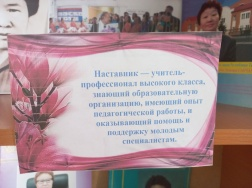 Наставник — учитель-
профессионал высокого класса,
знающий образовательную
организацию, имеющий опыт
педагогической работы, и
оказывающий помощь и
поддержку молодым
специалистам.